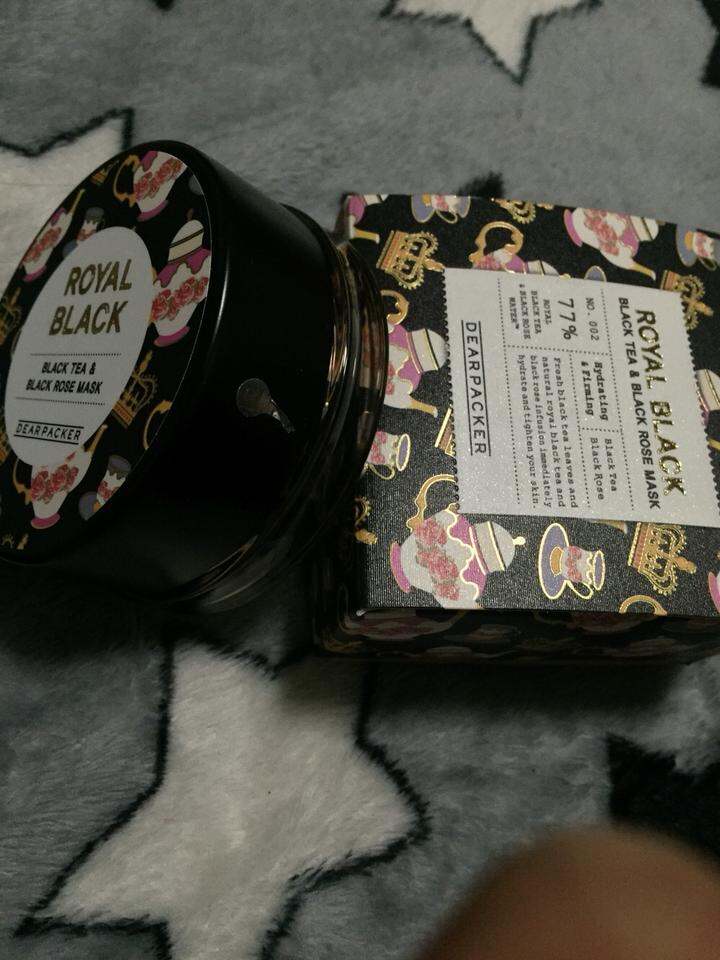 ROYAL
BLACK
BLACK TEA &
BLACK ROSE MASK
DEARPACKER
ROYAL BLACK
BLACK TEA & BLACK ROSE MASK
NO. 002
Hydrating
& Firming
Black Tea
Black Rose
77%
ROYAL
BLACK TEA
& BLACK ROSE
WATER™
Fresh black tea leaves and
natural royal black tea and
black rose infusion immediately
hydrate and tighten your skin.
DEARPACKER